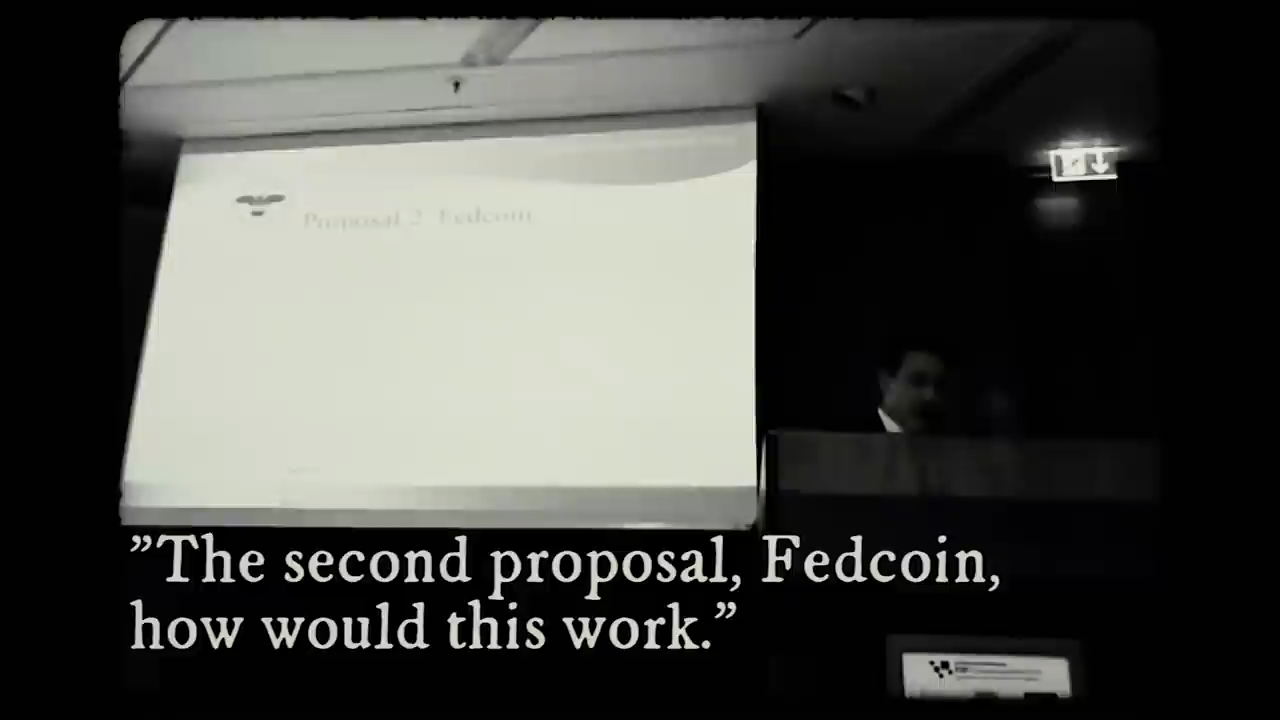 Proposal 2 Fedcoin
”The second proposal, Fedcoin,
how would this work.”